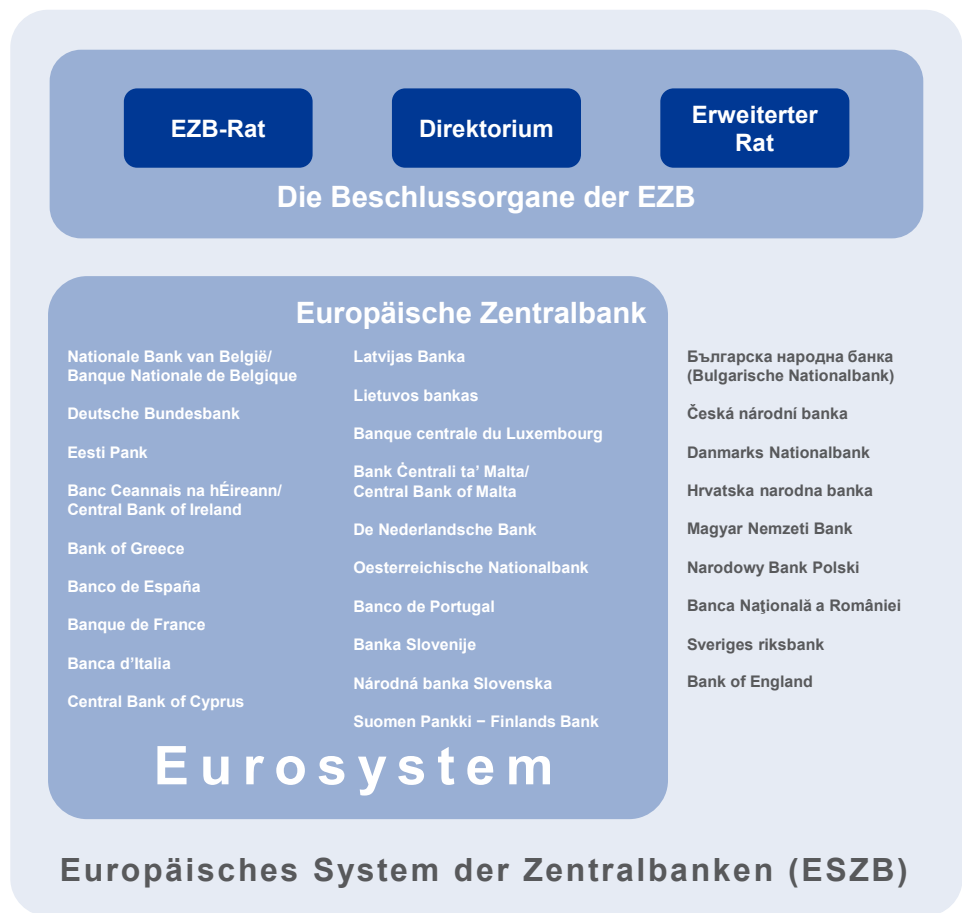 EZB-Rat
Direktorium
Erweiterter
Rat
Die Beschlussorgane der EZB
Europäische Zentralbank
Nationale Bank van België/
Banque Nationale de Belgique
Deutsche Bundesbank
Eesti Pank
Banc Ceannais na hÉireann/
Central Bank of Ireland
Bank of Greece
Banco de España
Banque de France
Banca d’Italia
Central Bank of Cyprus
Latvijas Banka
Lietuvos bankas
Banque centrale du Luxembourg
Bank Ċentrali ta’ Malta/
Central Bank of Malta
De Nederlandsche Bank
Oesterreichische Nationalbank
Banco de Portugal
Banka Slovenije
Národná banka Slovenska
Suomen Pankki – Finlands Bank
Eurosystem
Българска народна банка
(Bulgarische Nationalbank)
Česká národní banka
Danmarks Nationalbank
Hrvatska narodna banka
Magyar Nemzeti Bank
Narodowy Bank Polski
Banca Naţională a României
Sveriges riksbank
Bank of England
Europäisches System der Zentralbanken (ESZB)